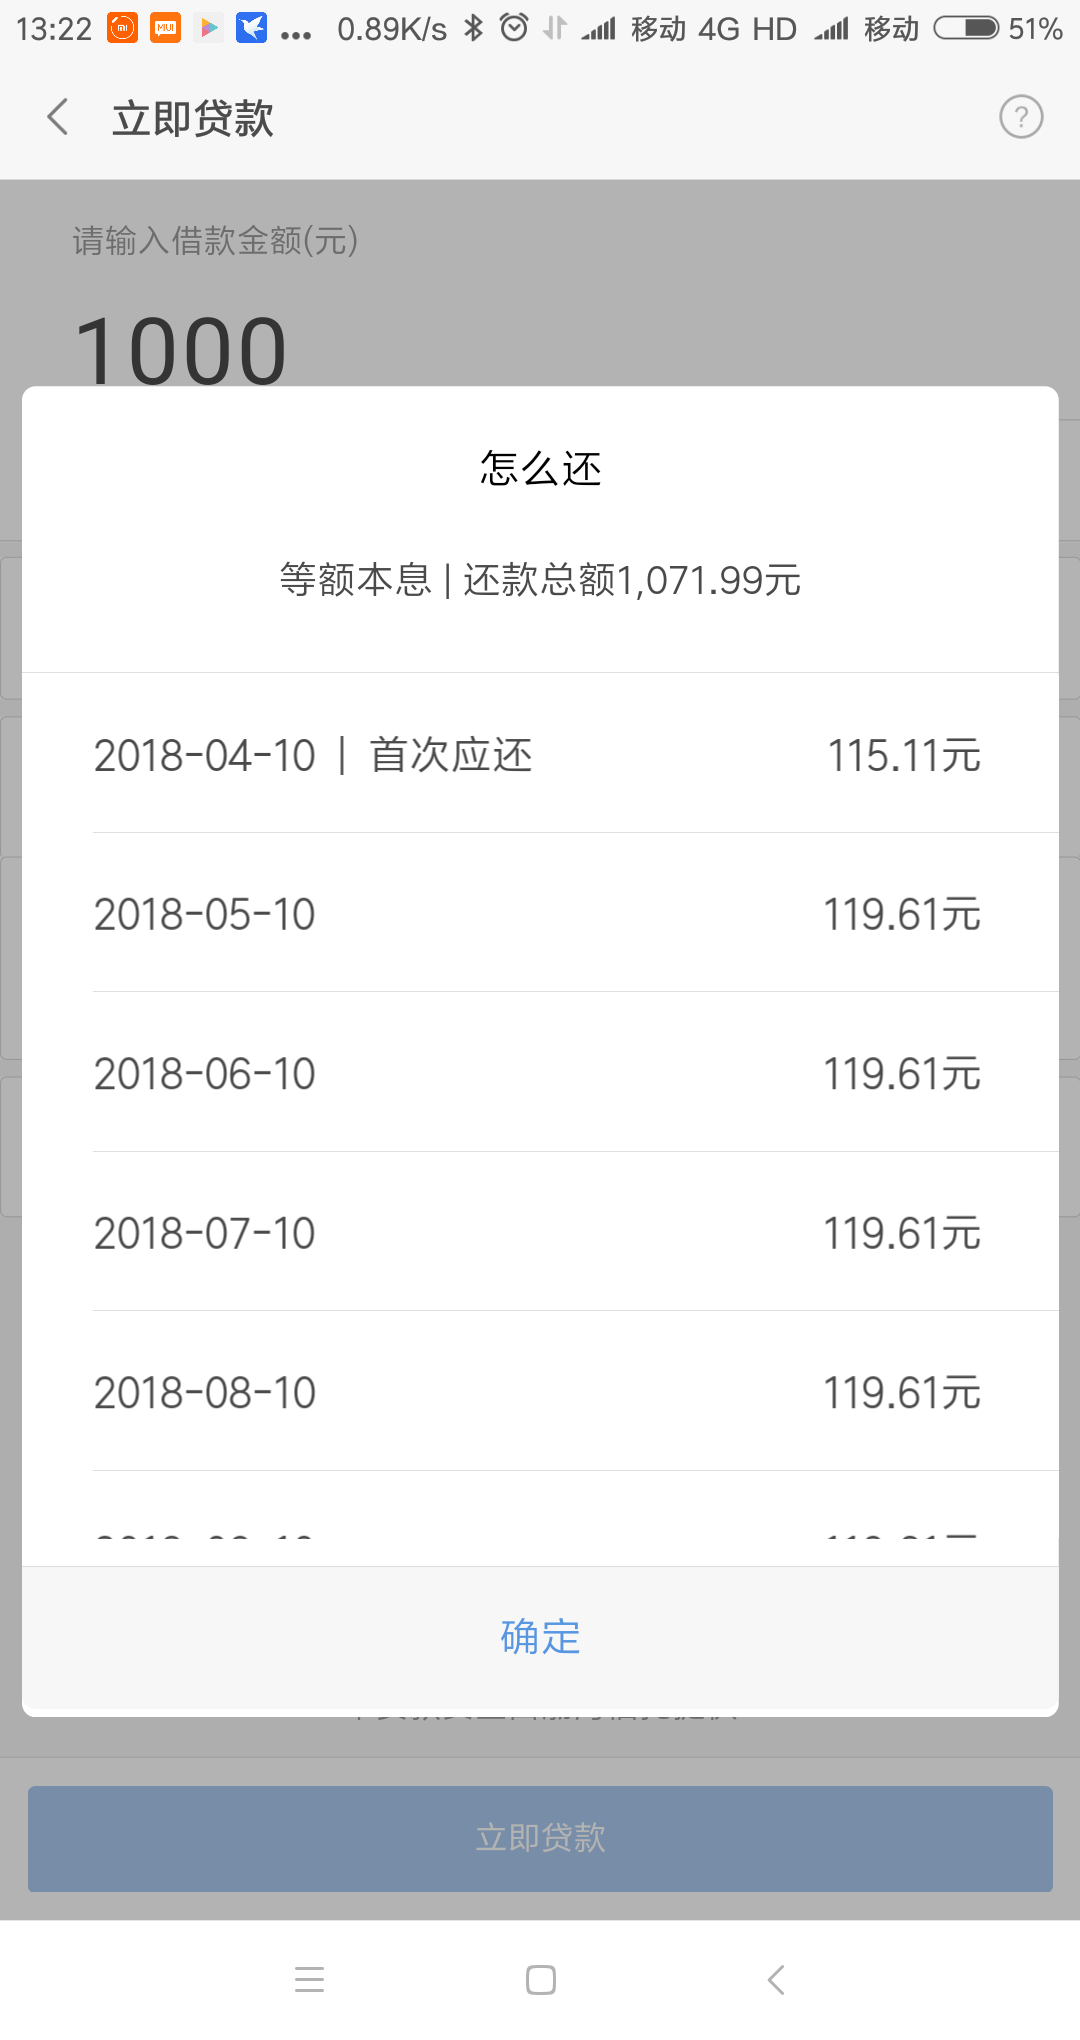 13:22 MIUI ... 0.89K/s 移动 4G HD 移动 51%
立即贷款 ?
请输入借款金额(元)
1000
怎么还
等额本息 | 还款总额1,071.99元
2018-04-10 | 首次应还 115.11元
2018-05-10 119.61元
2018-06-10 119.61元
2018-07-10 119.61元
2018-08-10 119.61元
确定
立即贷款